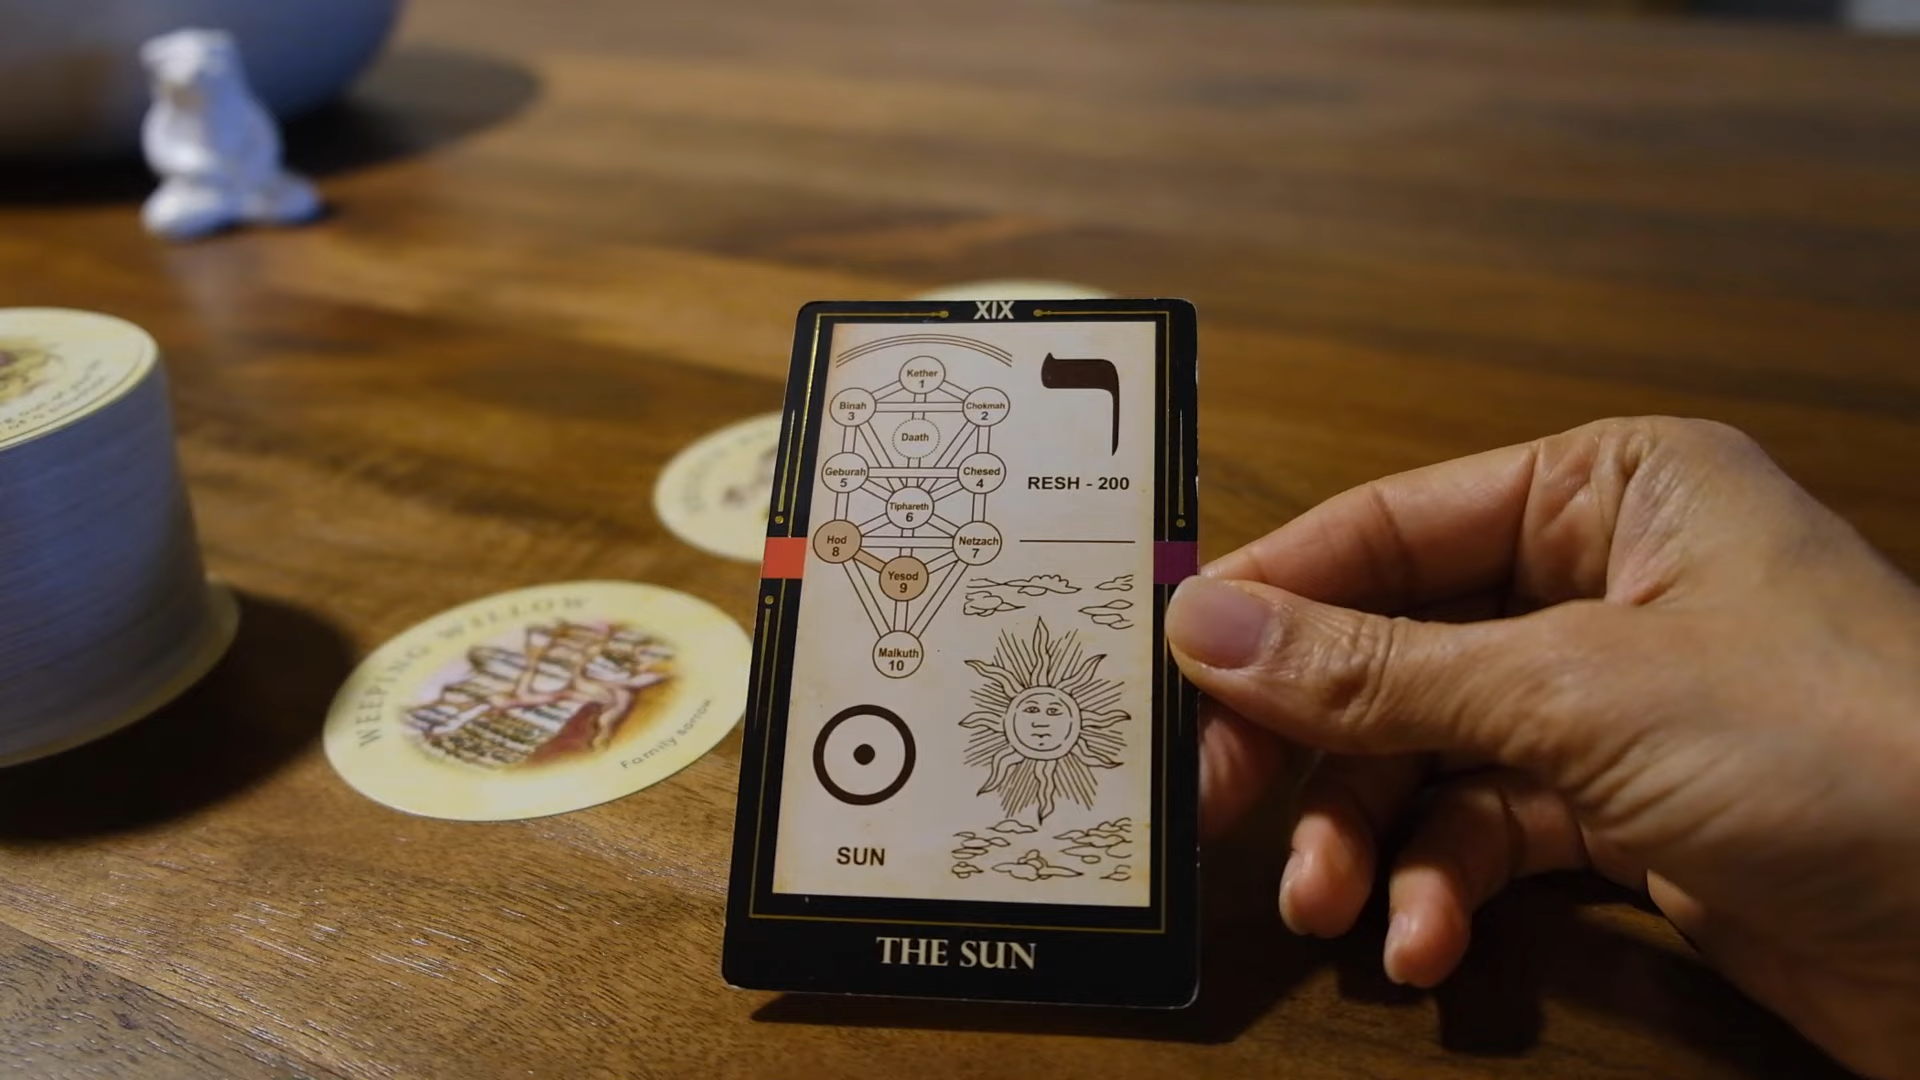 XIX
Kether
1
Binah
3
Chokmah
2
Daath
Geburah
5
Chesed
4
Tiphareth
6
Hod
8
Netzach
7
Yesod
9
Malkuth
10
ר
RESH - 200
SUN
THE SUN
WEEPING WILLOW
Family sorrow